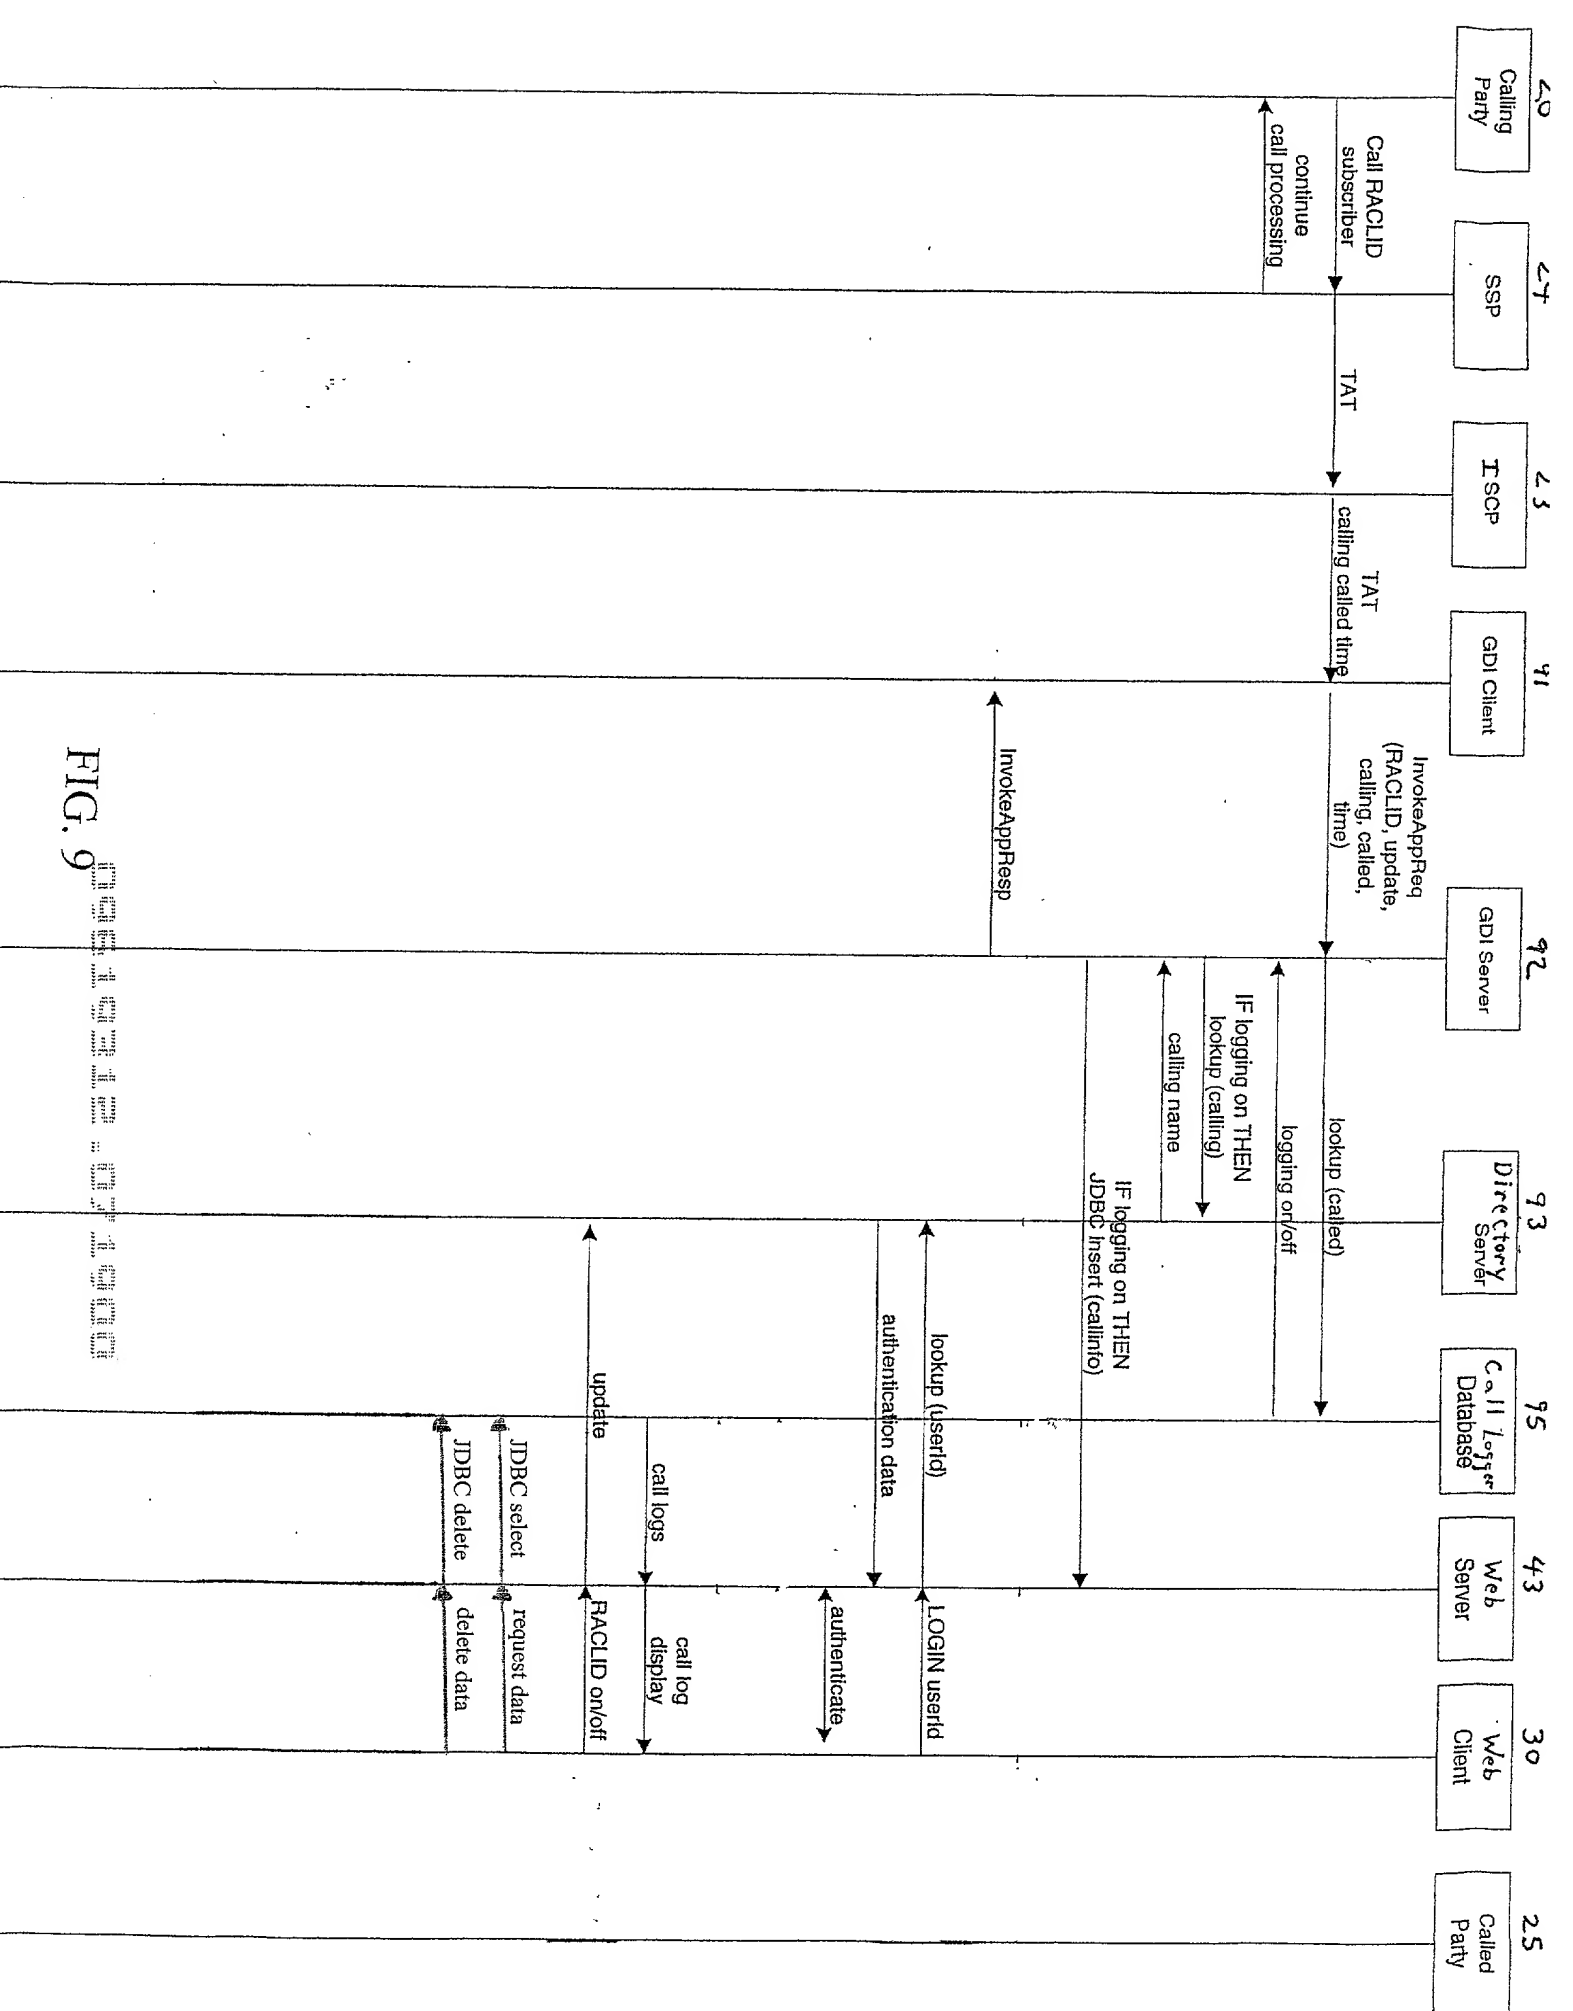 20
Calling
Party
24
SSP
23
ISCP
91
GDI Client
92
GDI Server
93
Directory
Server
95
Call Logger
Database
43
Web
Server
30
Web
Client
25
Called
Party
Call RACLID
subscriber
continue
call processing
TAT
TAT
calling called time
InvokeAppReq
(RACLID, update,
calling, called,
time)
lookup (called)
logging on/off
IF logging on THEN
lookup (calling)
calling name
IF logging on THEN
JDBC Insert (callinfo)
InvokeAppResp
LOGIN userId
lookup (userId)
authentication data
authenticate
call logs
call log
display
RACLID on/off
update
request data
JDBC select
delete data
JDBC delete
FIG. 9
09619312.071900